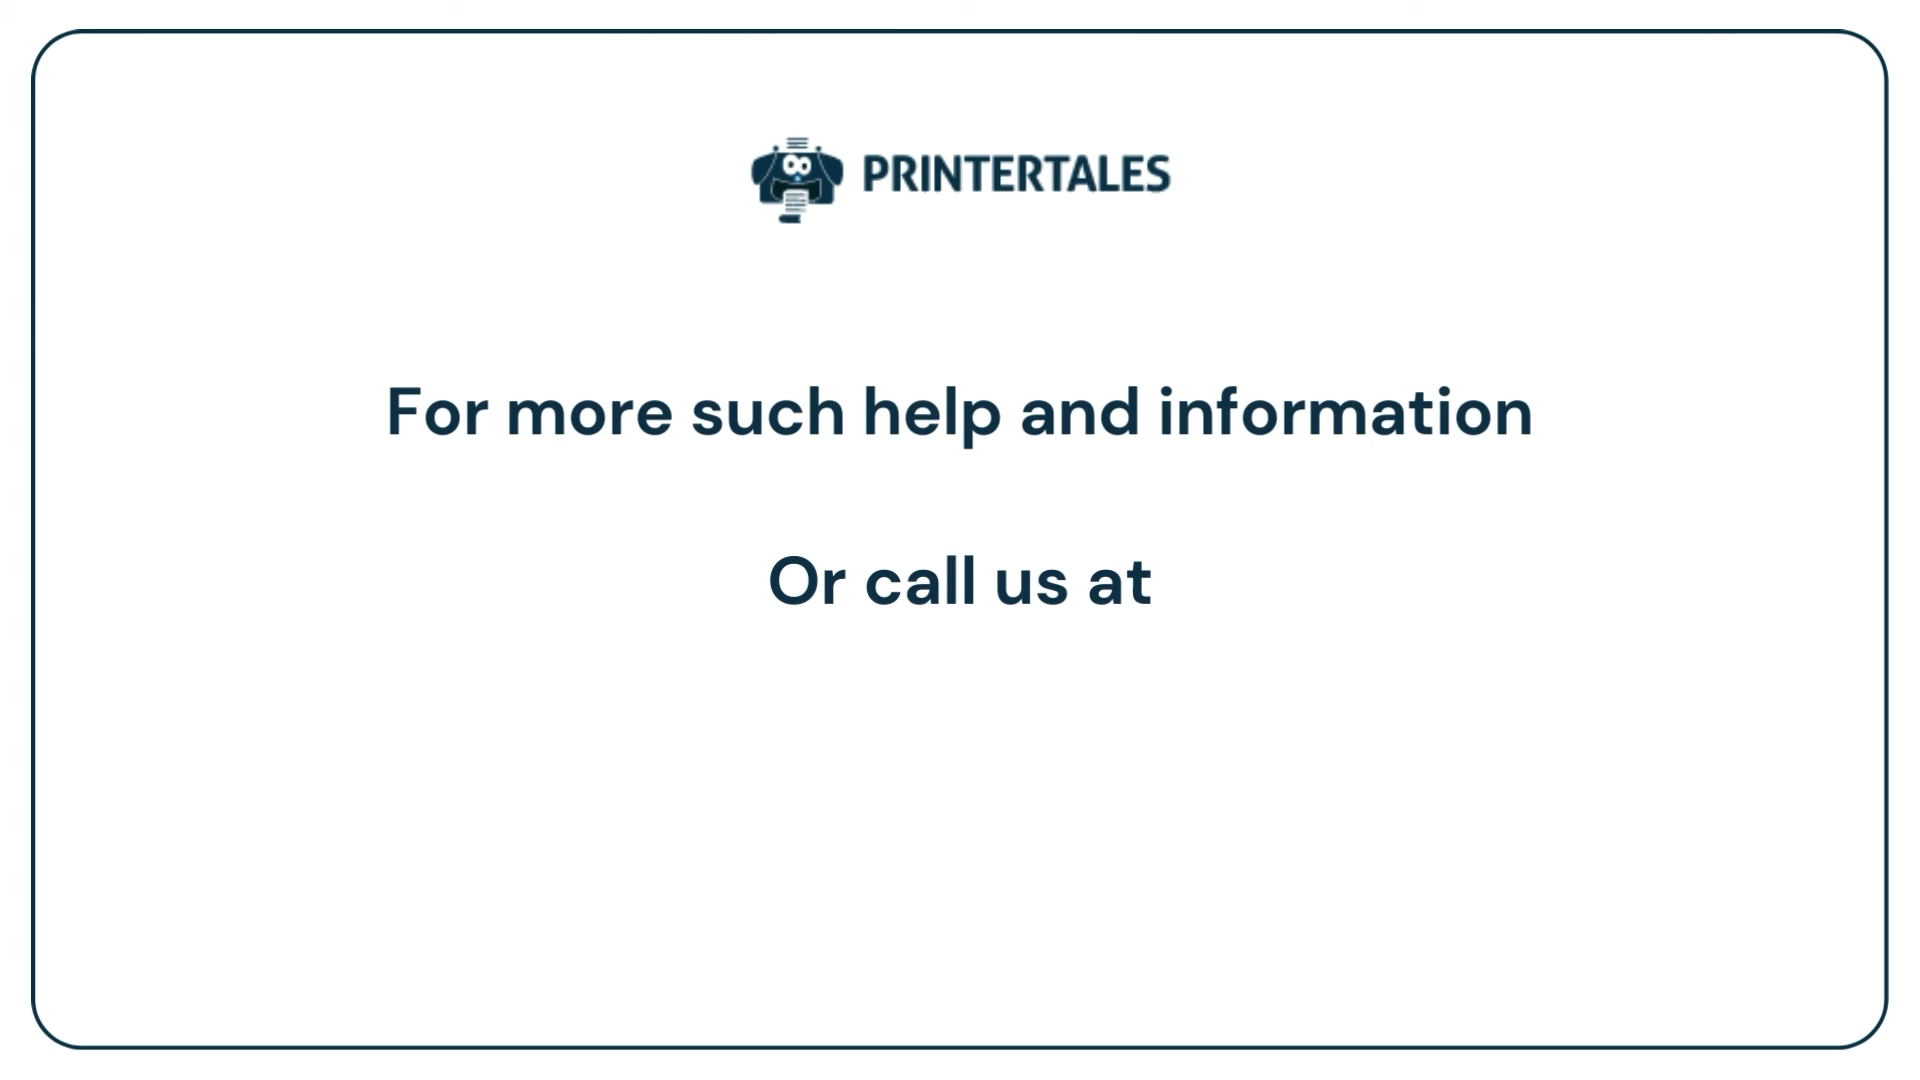 PRINTERTALES
For more such help and information
Or call us at